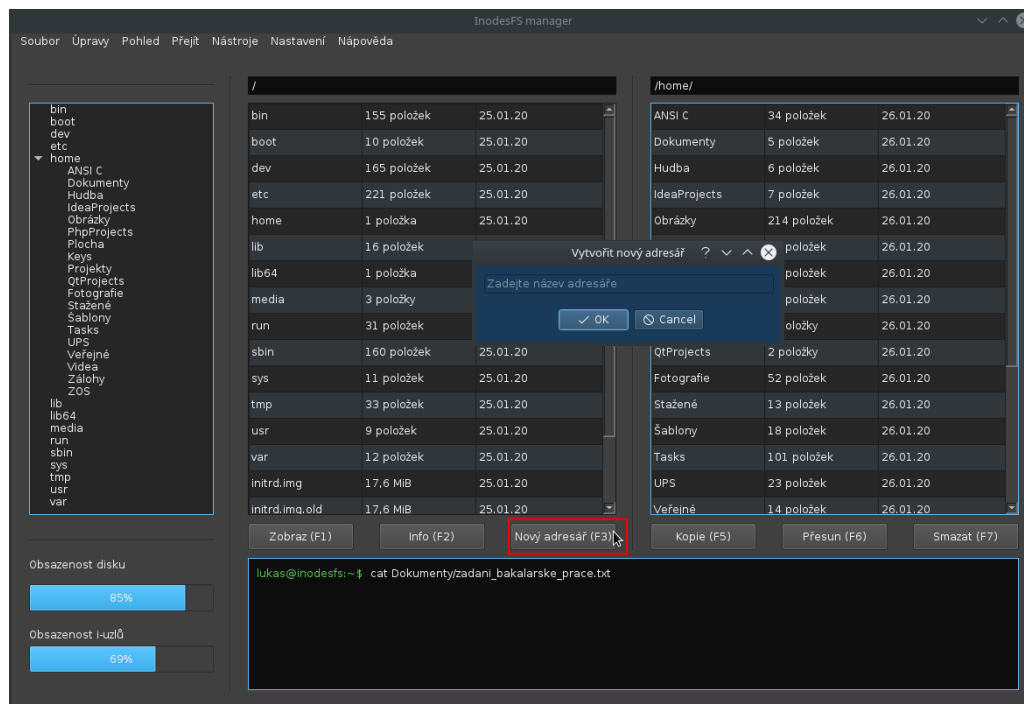 InodesFS manager
Soubor Úpravy Pohled Přejít Nástroje Nastavení Nápověda
/
/home/
bin
boot
dev
etc
home
ANSI C
Dokumenty
Hudba
IdeaProjects
Obrázky
PhpProjects
Plocha
Keys
Projekty
QtProjects
Fotografie
Stažené
Šablony
Tasks
UPS
Veřejné
Videa
Zálohy
ZOS
lib
lib64
media
run
sbin
sys
tmp
usr
var
bin 155 položek 25.01.20
boot 10 položek 25.01.20
dev 165 položek 25.01.20
etc 221 položek 25.01.20
home 1 položka 25.01.20
lib 16 položek
lib64 1 položka
media 3 položky
run 31 položek
sbin 160 položek 25.01.20
sys 11 položek 25.01.20
tmp 33 položek 25.01.20
usr 9 položek 25.01.20
var 12 položek 25.01.20
initrd.img 17,6 MiB 25.01.20
initrd.img.old 17,6 MiB 25.01.20
ANSI C 34 položek 26.01.20
Dokumenty 5 položek 26.01.20
Hudba 6 položek 26.01.20
IdeaProjects 7 položek 26.01.20
Obrázky 214 položek 26.01.20
položek 26.01.20
položek 26.01.20
položek 26.01.20
26.01.20
QtProjects 2 položky 26.01.20
Fotografie 52 položek 26.01.20
Stažené 13 položek 26.01.20
Šablony 18 položek 26.01.20
Tasks 101 položek 26.01.20
UPS 23 položek 26.01.20
Veřejné 14 položek 26.01.20
Vytvořit nový adresář ?
Zadejte název adresáře
OK Cancel
Zobraz (F1) Info (F2) Nový adresář (F3) Kopie (F5) Přesun (F6) Smazat (F7)
Obsazenost disku
85%
Obsazenost i-uzlů
69%
lukas@inodesfs:~$ cat Dokumenty/zadani_bakalarske_prace.txt